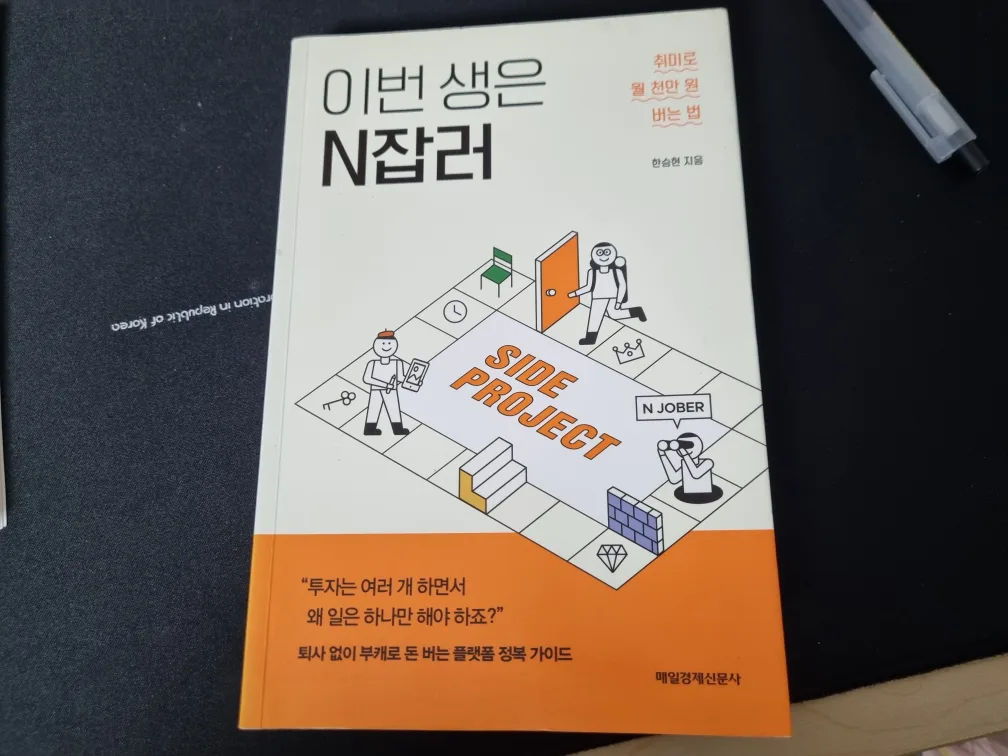 이번 생은
N잡러
취미로
월 천만 원
버는 법
한승현 지음
SIDE
PROJECT
N JOBER
“투자는 여러 개 하면서
왜 일은 하나만 해야 하죠?”
퇴사 없이 부캐로 돈 버는 플랫폼 정복 가이드
매일경제신문사
in Republic of Korea